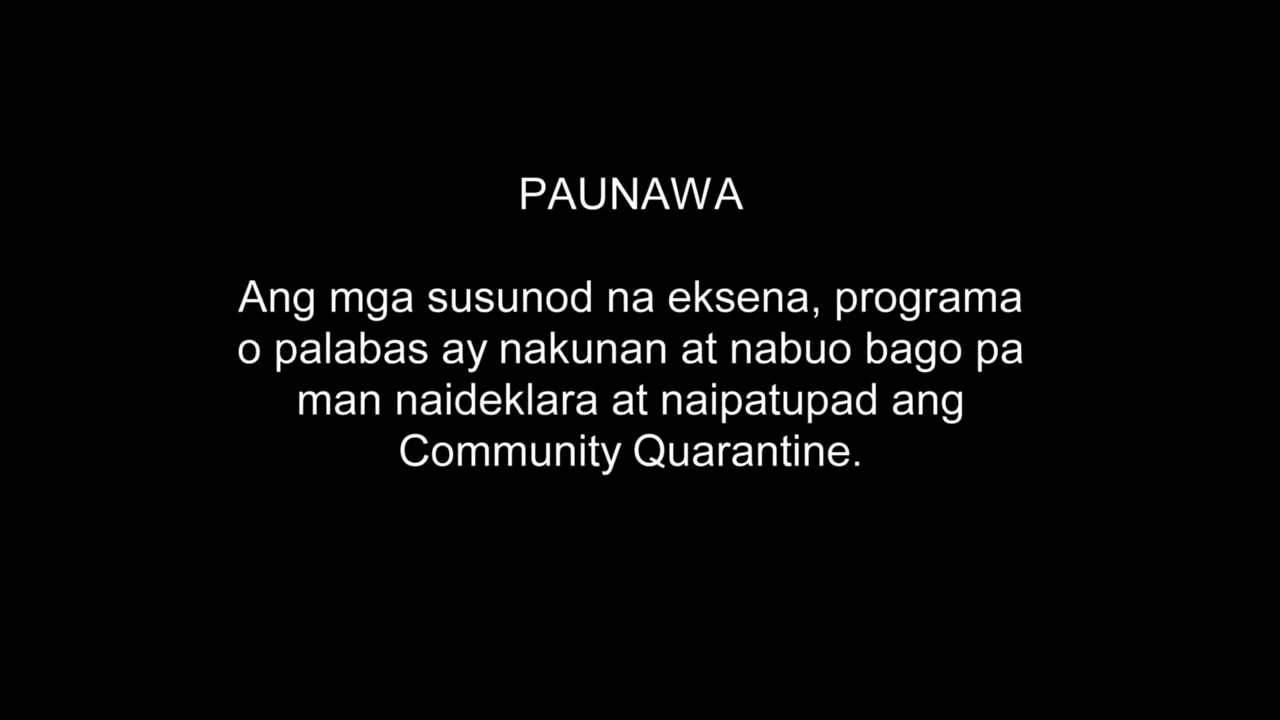 PAUNAWA
Ang mga susunod na eksena, programa
o palabas ay nakunan at nabuo bago pa
man naideklara at naipatupad ang
Community Quarantine.